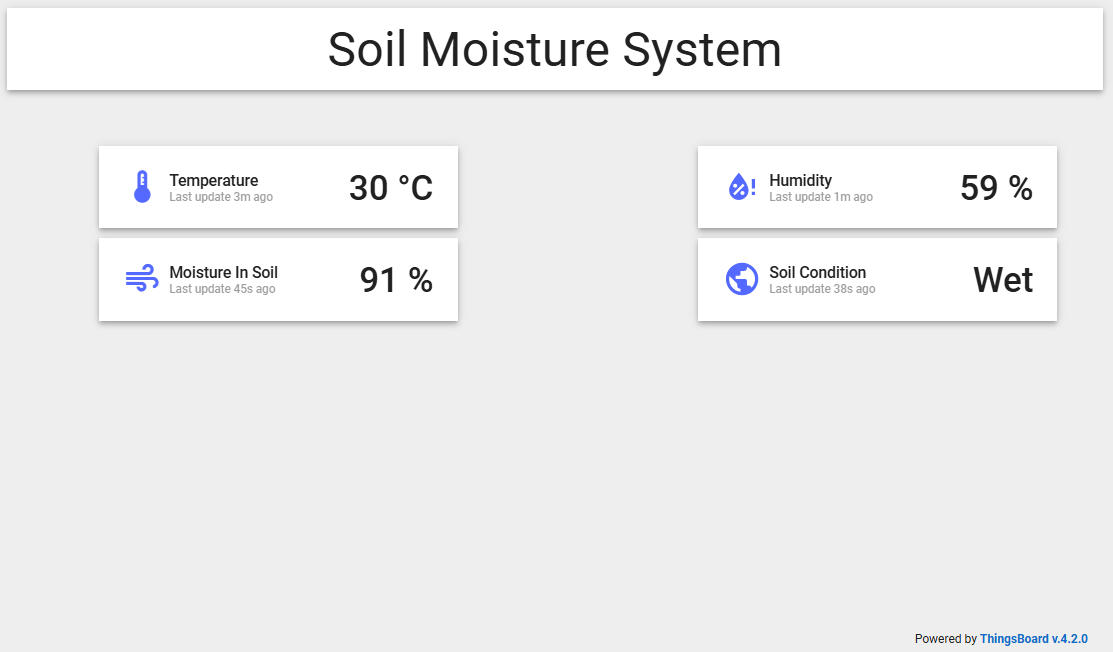 Soil Moisture System
Temperature
Last update 3m ago
30 °C
Humidity
Last update 1m ago
59 %
Moisture In Soil
Last update 45s ago
91 %
Soil Condition
Last update 38s ago
Wet
Powered by ThingsBoard v.4.2.0